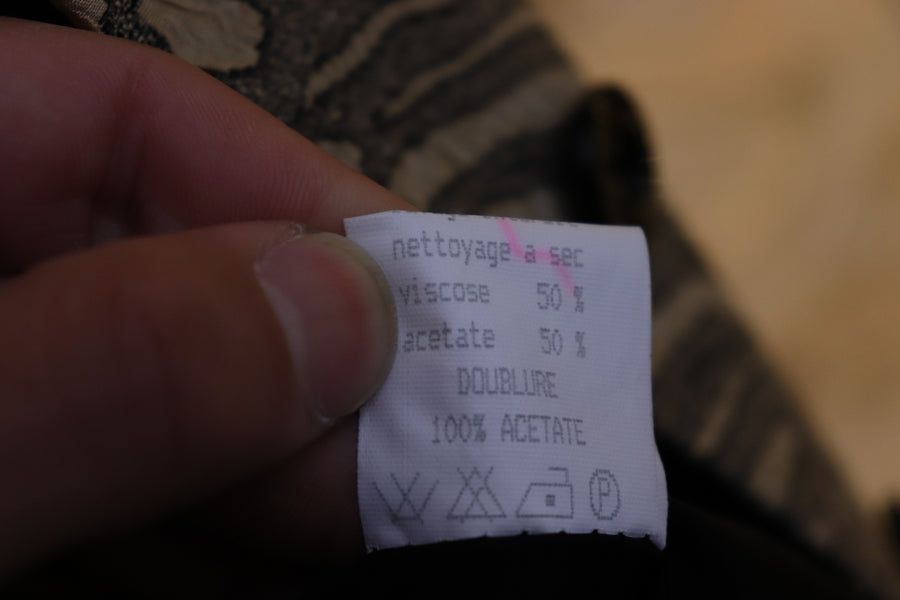 nettoyage a sec
viscose 50 %
acetate 50 %
DOUBLURE
100% ACETATE
P